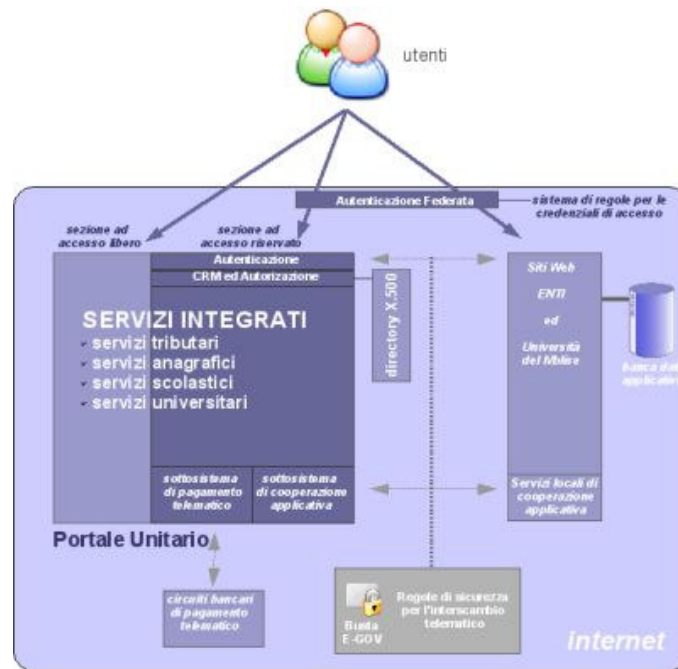 utenti
Autenticazione Federata
sistema di regole per le
credenziali di accesso
sezione ad
accesso libero
sezione ad
accesso riservato
Autenticazione
CRM ed Autorizzazione
directory X.500
SERVIZI INTEGRATI
servizi tributari
servizi anagrafici
servizi scolastici
servizi universitari
Siti Web
ENTI
ed
Università
del Molise
banca dati
applicativa
sottosistema
di pagamento
telematico
sottosistema
di cooperazione
applicativa
Servizi locali di
cooperazione
applicativa
Portale Unitario
circuiti bancari
di pagamento
telematico
Busta
E-GOV
Regole di sicurezza
per l'interscambio
telematico
internet